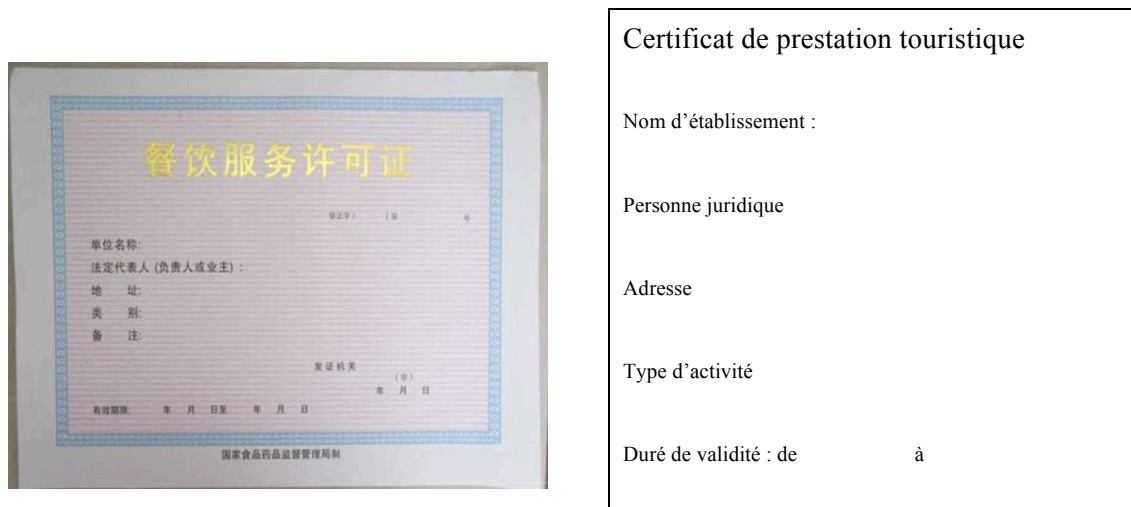 餐饮服务许可证
单位名称:
法定代表人 (负责人或业主) :
地 址:
类 别:
备 注:
发证机关
(章)
年 月 日
有效期限: 年 月 日至 年 月 日
国家食品药品监督管理局制
Certificat de prestation touristique
Nom d’établissement :
Personne juridique
Adresse
Type d’activité
Duré de validité : de à